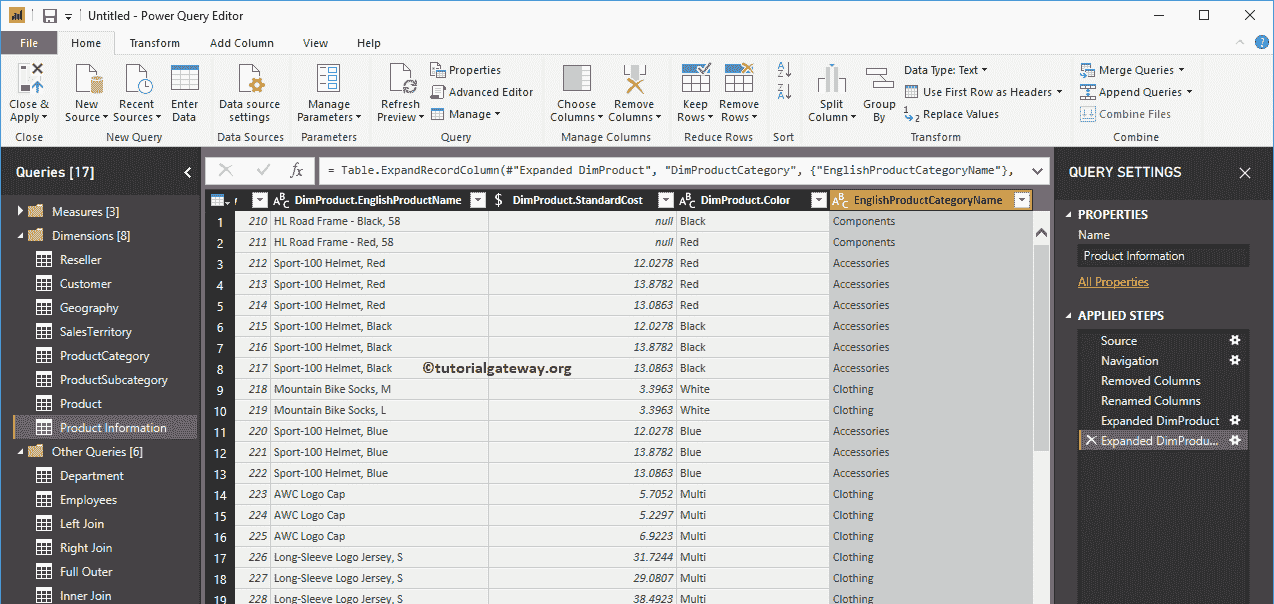 Untitled - Power Query Editor
File Home Transform Add Column View Help
Close & Apply
New Source
Recent Sources
Enter Data
Data source settings
Manage Parameters
Refresh Preview
Properties
Advanced Editor
Manage
Choose Columns
Remove Columns
Keep Rows
Remove Rows
Split Column
Group By
Data Type: Text
Use First Row as Headers
Replace Values
Merge Queries
Append Queries
Combine Files
Close New Query Data Sources Parameters Query Manage Columns Reduce Rows Sort Transform Combine
Queries [17]
Measures [3]
Dimensions [8]
Reseller
Customer
Geography
SalesTerritory
ProductCategory
ProductSubcategory
Product
Product Information
Other Queries [6]
Department
Employees
Left Join
Right Join
Full Outer
Inner Join
fx = Table.ExpandRecordColumn(#"Expanded DimProduct", "DimProductCategory", {"EnglishProductCategoryName"},
ABC DimProduct.EnglishProductName $ DimProduct.StandardCost ABC DimProduct.Color ABC EnglishProductCategoryName
1 210 HL Road Frame - Black, 58 null Black Components
2 211 HL Road Frame - Red, 58 null Red Components
3 212 Sport-100 Helmet, Red 12.0278 Red Accessories
4 213 Sport-100 Helmet, Red 13.8782 Red Accessories
5 214 Sport-100 Helmet, Red 13.0863 Red Accessories
6 215 Sport-100 Helmet, Black 12.0278 Black Accessories
7 216 Sport-100 Helmet, Black 13.8782 Black Accessories
8 217 Sport-100 Helmet, Black 13.0863 Black Accessories
©tutorialgateway.org
9 218 Mountain Bike Socks, M 3.3963 White Clothing
10 219 Mountain Bike Socks, L 3.3963 White Clothing
11 220 Sport-100 Helmet, Blue 12.0278 Blue Accessories
12 221 Sport-100 Helmet, Blue 13.8782 Blue Accessories
13 222 Sport-100 Helmet, Blue 13.0863 Blue Accessories
14 223 AWC Logo Cap 5.7052 Multi Clothing
15 224 AWC Logo Cap 5.2297 Multi Clothing
16 225 AWC Logo Cap 6.9223 Multi Clothing
17 226 Long-Sleeve Logo Jersey, S 31.7244 Multi Clothing
18 227 Long-Sleeve Logo Jersey, S 29.0807 Multi Clothing
19 228 Long-Sleeve Logo Jersey, S 38.4923 Multi Clothing
QUERY SETTINGS
PROPERTIES
Name
Product Information
All Properties
APPLIED STEPS
Source
Navigation
Removed Columns
Renamed Columns
Expanded DimProduct
Expanded DimProdu...